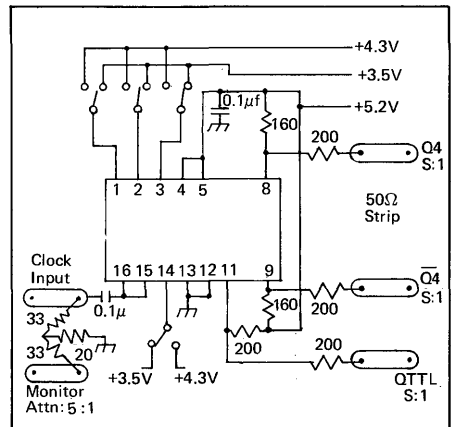 +4.3V
+3.5V
0.1μf
+5.2V
160
200
Q4
S:1
1 2 3 4 5 8
50Ω
Strip
16 15 14 13 12 11 9
Clock
Input
0.1μ
33
20
33
160
200
Q4
S:1
200
200
+3.5V
+4.3V
QTTL
S:1
Monitor
Attn: 5:1